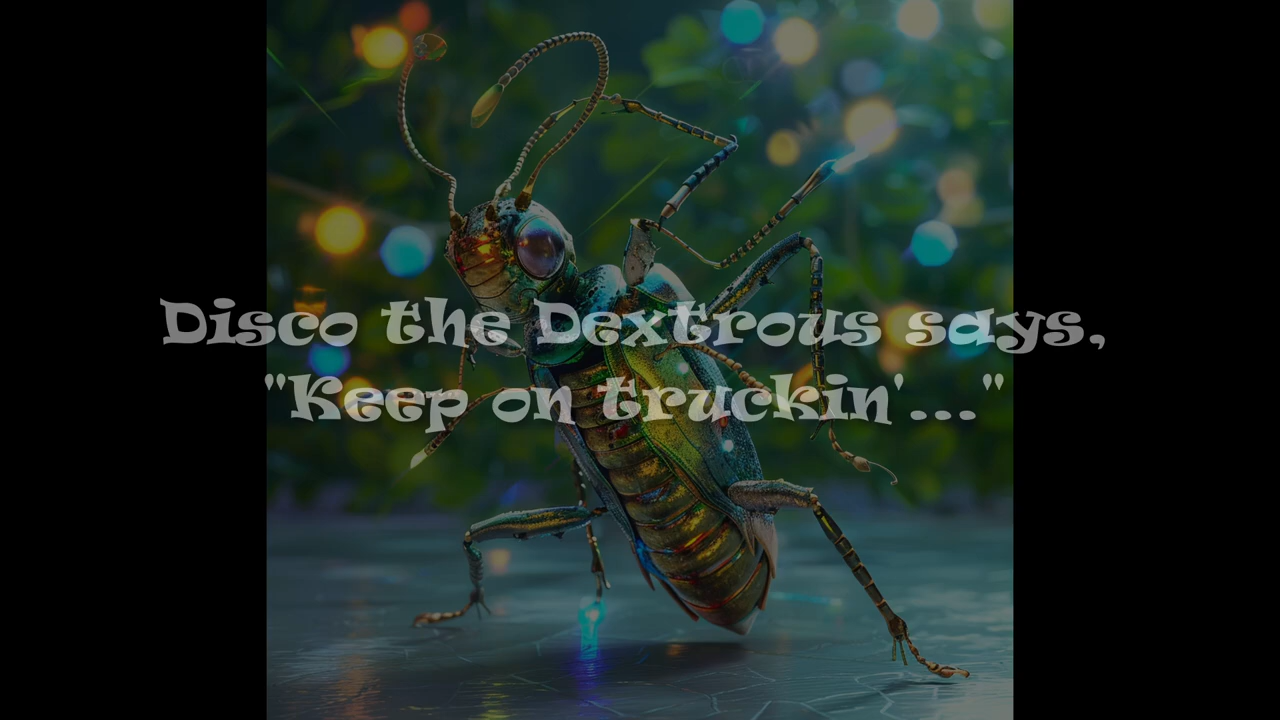 Disco the Dextrous says,
"Keep on truckin'..."